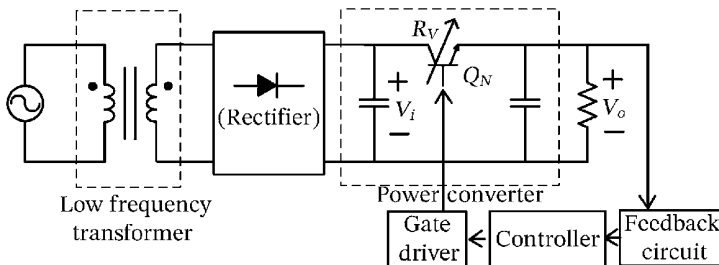 R_V
Q_N
(Rectifier)
+
V_i
−
+
V_o
−
Power converter
Low frequency
transformer
Gate
driver
Controller
Feedback
circuit